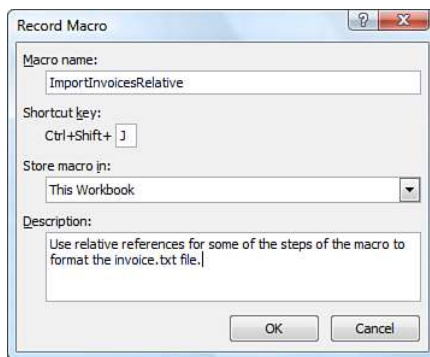 Record Macro
Macro name:
ImportInvoicesRelative
Shortcut key:
Ctrl+Shift+ J
Store macro in:
This Workbook
Description:
Use relative references for some of the steps of the macro to
format the invoice.txt file.
OK Cancel